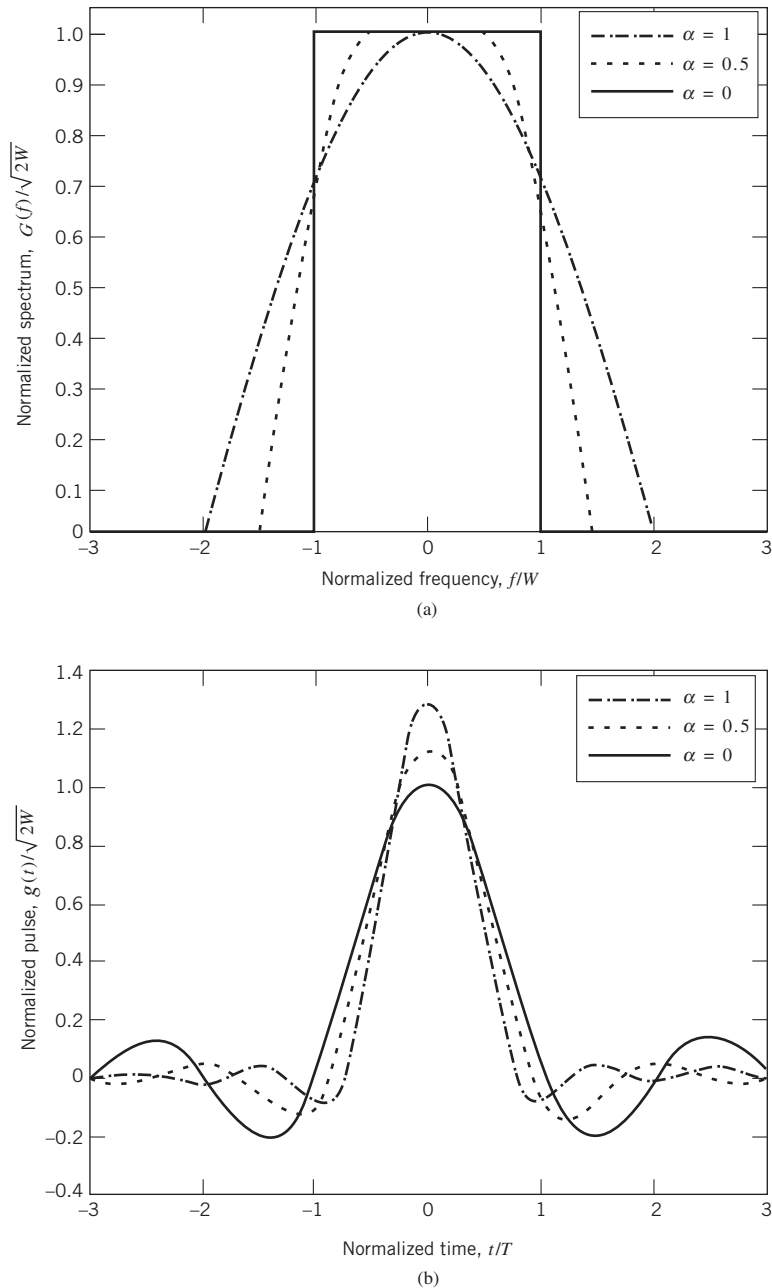 1.0
0.9
0.8
0.7
0.6
0.5
0.4
0.3
0.2
0.1
0
Normalized spectrum, G(f)/√2W
α = 1
α = 0.5
α = 0
−3 −2 −1 0 1 2 3
Normalized frequency, f/W
(a)
1.4
1.2
1.0
0.8
0.6
0.4
0.2
0
−0.2
−0.4
Normalized pulse, g(t)/√2W
α = 1
α = 0.5
α = 0
−3 −2 −1 0 1 2 3
Normalized time, t/T
(b)